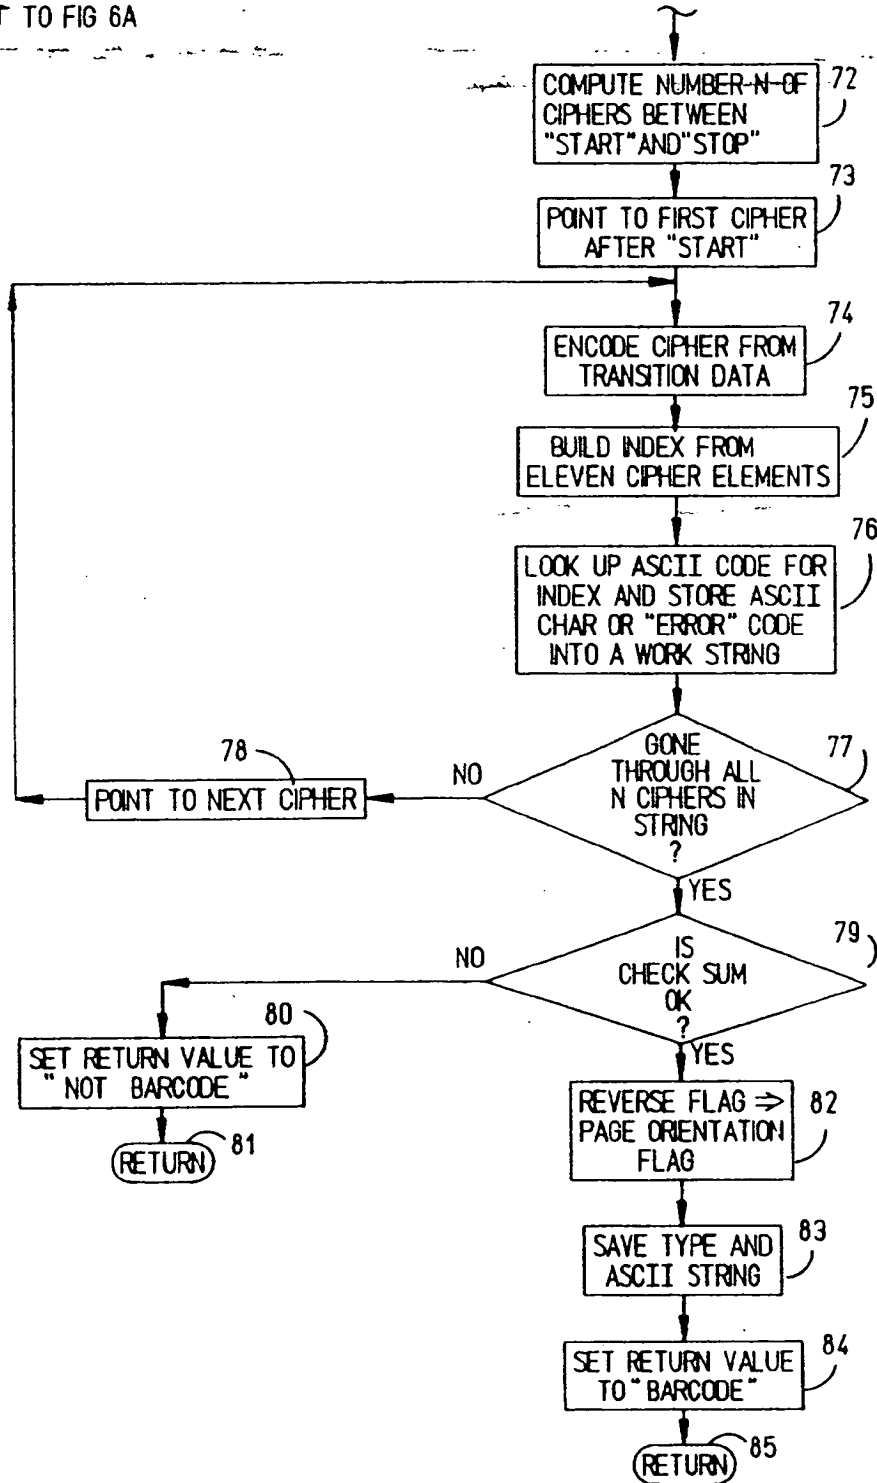 TO FIG 6A
COMPUTE NUMBER N OF
CIPHERS BETWEEN
"START" AND "STOP"
72
POINT TO FIRST CIPHER
AFTER "START"
73
ENCODE CIPHER FROM
TRANSITION DATA
74
BUILD INDEX FROM
ELEVEN CIPHER ELEMENTS
75
LOOK UP ASCII CODE FOR
INDEX AND STORE ASCII
CHAR OR "ERROR" CODE
INTO A WORK STRING
76
GONE
THROUGH ALL
N CIPHERS IN
STRING
?
77
NO
78
POINT TO NEXT CIPHER
YES
IS
CHECK SUM
OK
?
79
NO
80
SET RETURN VALUE TO
"NOT BARCODE"
RETURN
81
YES
REVERSE FLAG ⇒
PAGE ORIENTATION
FLAG
82
SAVE TYPE AND
ASCII STRING
83
SET RETURN VALUE
TO "BARCODE"
84
RETURN
85